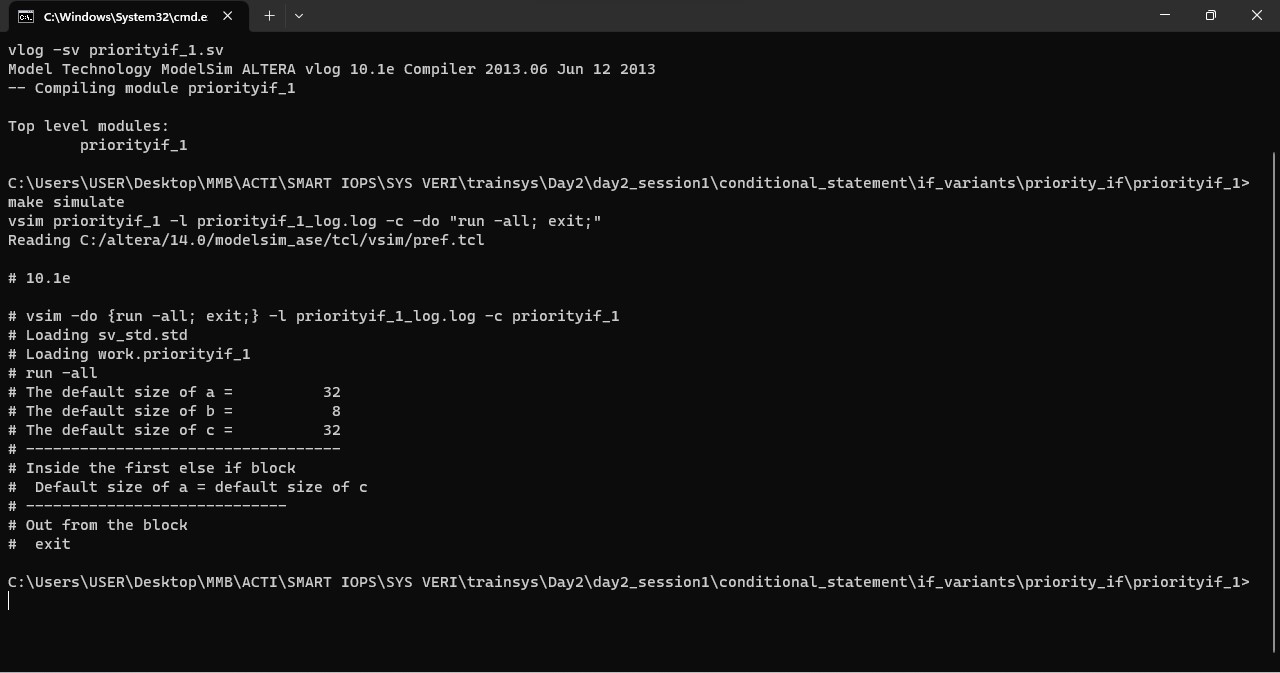 C:\Windows\System32\cmd.e
vlog -sv priorityif_1.sv
Model Technology ModelSim ALTERA vlog 10.1e Compiler 2013.06 Jun 12 2013
-- Compiling module priorityif_1
Top level modules:
priorityif_1
C:\Users\USER\Desktop\MMB\ACTI\SMART IOPS\SYS VERI\trainsys\Day2\day2_session1\conditional_statement\if_variants\priority_if\priorityif_1>
make simulate
vsim priorityif_1 -l priorityif_1_log.log -c -do "run -all; exit;"
Reading C:/altera/14.0/modelsim_ase/tcl/vsim/pref.tcl
# 10.1e
# vsim -do {run -all; exit;} -l priorityif_1_log.log -c priorityif_1
# Loading sv_std.std
# Loading work.priorityif_1
# run -all
# The default size of a =          32
# The default size of b =           8
# The default size of c =          32
# -----------------------------------
# Inside the first else if block
#  Default size of a = default size of c
# -----------------------------
# Out from the block
#  exit
C:\Users\USER\Desktop\MMB\ACTI\SMART IOPS\SYS VERI\trainsys\Day2\day2_session1\conditional_statement\if_variants\priority_if\priorityif_1>